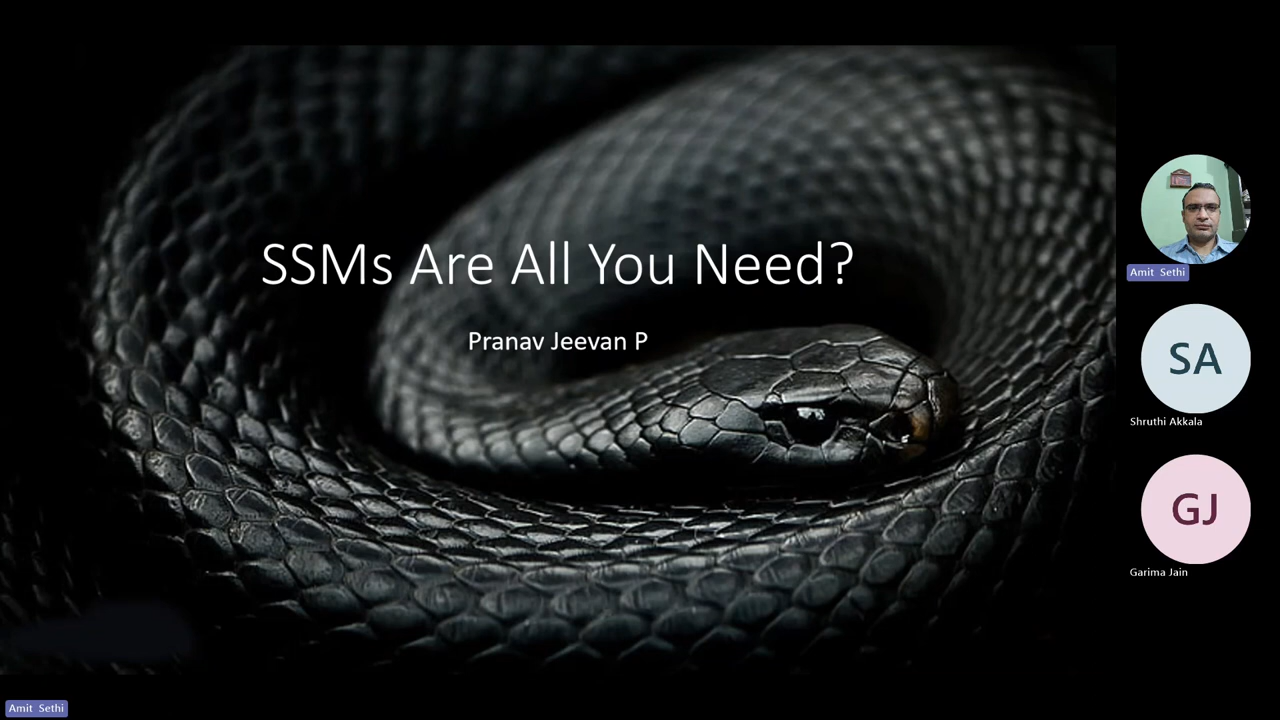 SSMs Are All You Need?
Pranav Jeevan P
Amit Sethi
SA
Shruthi Akkala
GJ
Garima Jain
Amit Sethi